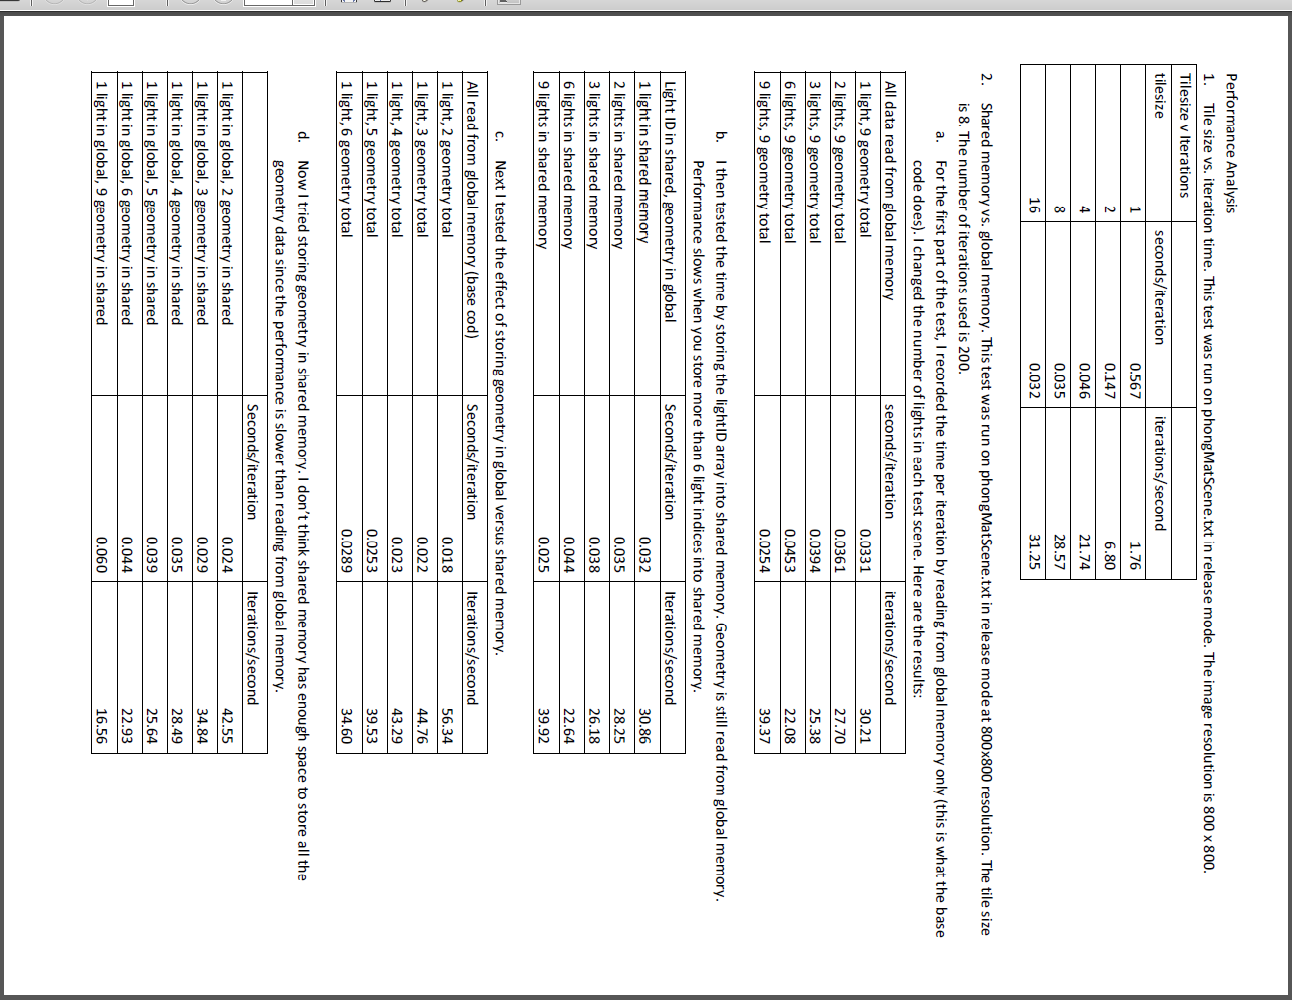 Performance Analysis
1. Tile size vs. iteration time. This test was run on phongMatScene.txt in release mode. The image resolution is 800 x 800.
Tilesize v Iterations
tilesize seconds/iteration iterations/second
1 0.567 1.76
2 0.147 6.80
4 0.046 21.74
8 0.035 28.57
16 0.032 31.25
2. Shared memory vs. global memory. This test was run on phongMatScene.txt in release mode at 800x800 resolution. The tile size
is 8. The number of iterations used is 200.
a. For the first part of the test, I recorded the time per iteration by reading from global memory only (this is what the base
code does). I changed the number of lights in each test scene. Here are the results:
All data read from global memory seconds/iteration iterations/second
1 light, 9 geometry total 0.0331 30.21
2 lights, 9 geometry total 0.0361 27.70
3 lights, 9 geometry total 0.0394 25.38
6 lights, 9 geometry total 0.0453 22.08
9 lights, 9 geometry total 0.0254 39.37
b. I then tested the time by storing the lightID array into shared memory. Geometry is still read from global memory.
Performance slows when you store more than 6 light indices into shared memory.
Light ID in shared, geometry in global Seconds/iteration Iterations/second
1 light in shared memory 0.032 30.86
2 lights in shared memory 0.035 28.25
3 lights in shared memory 0.038 26.18
6 lights in shared memory 0.044 22.64
9 lights in shared memory 0.025 39.92
c. Next I tested the effect of storing geometry in global versus shared memory.
All read from global memory (base cod) Seconds/iteration Iterations/second
1 light, 2 geometry total 0.018 56.34
1 light, 3 geometry total 0.022 44.76
1 light, 4 geometry total 0.023 43.29
1 light, 5 geometry total 0.0253 39.53
1 light, 6 geometry total 0.0289 34.60
d. Now I tried storing geometry in shared memory. I don't think shared memory has enough space to store all the
geometry data since the performance is slower than reading from global memory.
Seconds/iteration Iterations/second
1 light in global, 2 geometry in shared 0.024 42.55
1 light in global, 3 geometry in shared 0.029 34.84
1 light in global, 4 geometry in shared 0.035 28.49
1 light in global, 5 geometry in shared 0.039 25.64
1 light in global, 6 geometry in shared 0.044 22.93
1 light in global, 9 geometry in shared 0.060 16.56